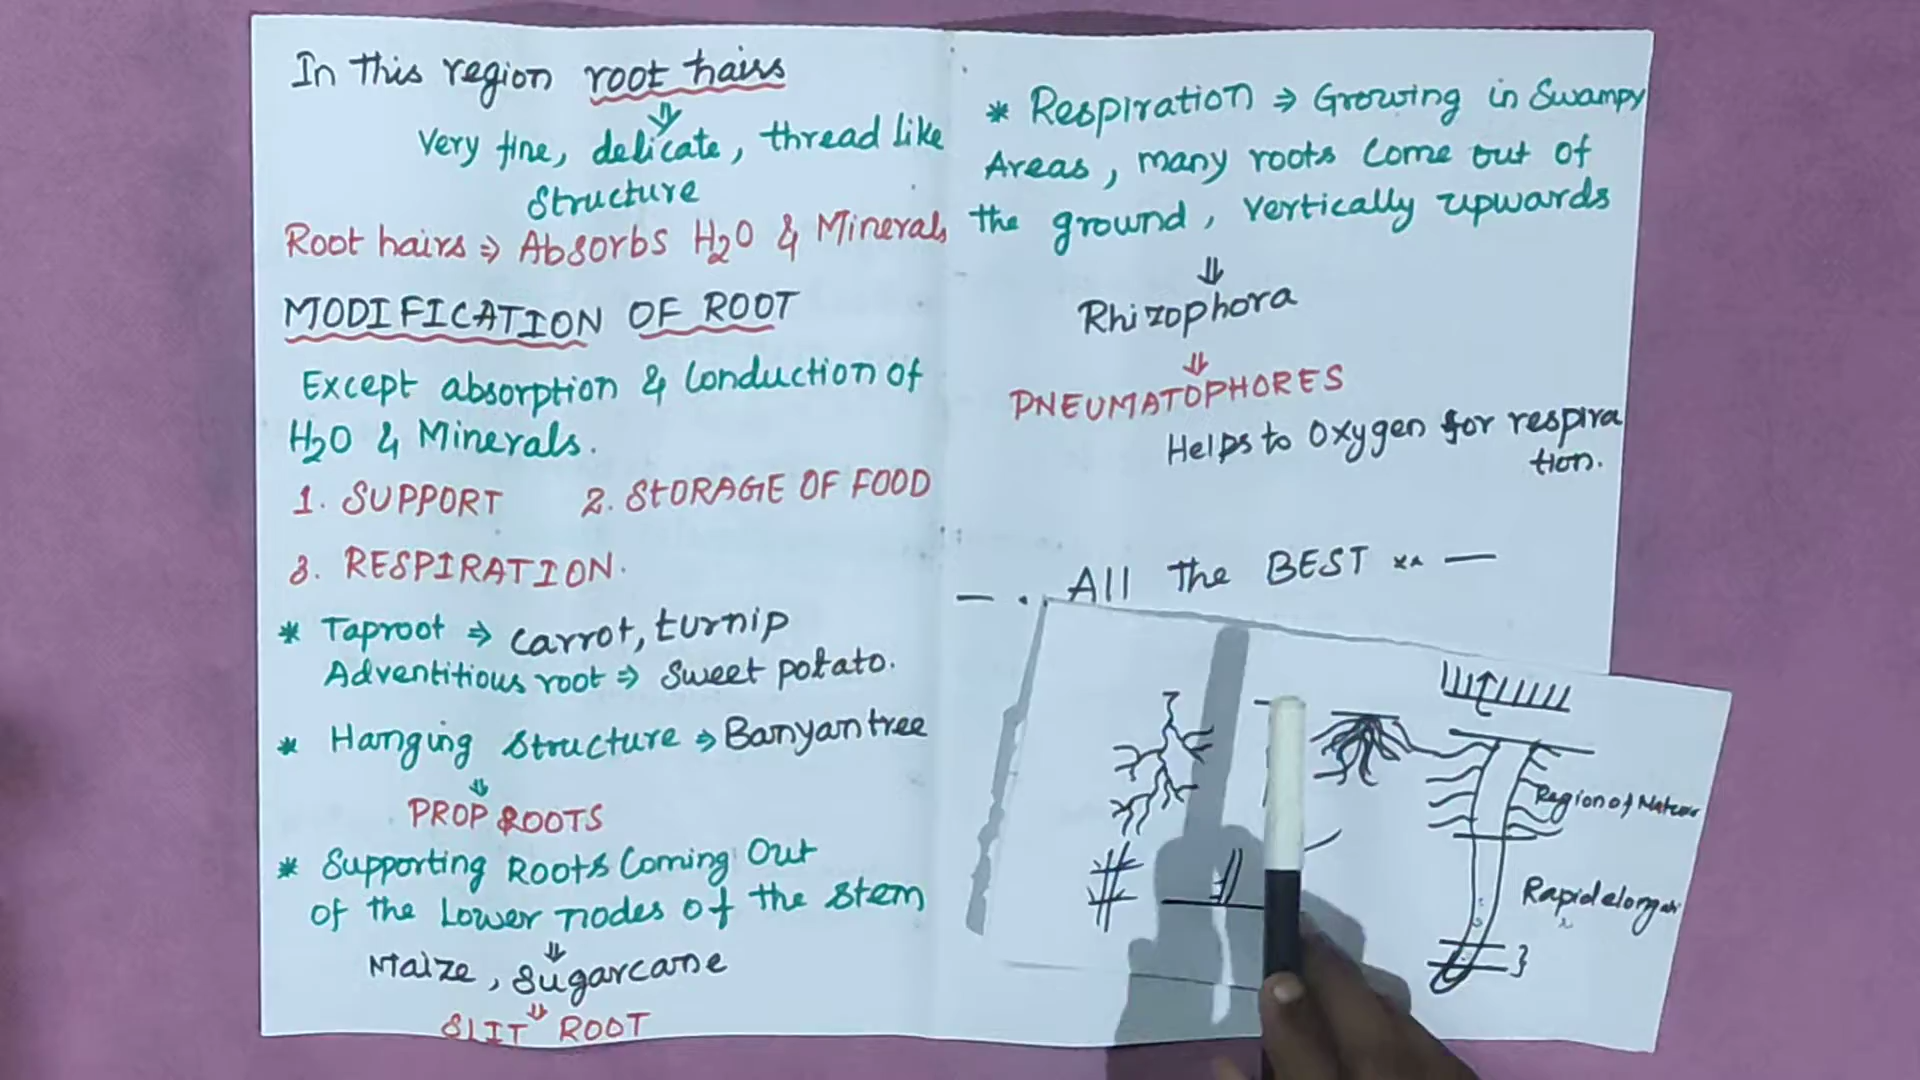 In this region root hairs
⇓
Very fine, delicate, thread like
Structure
Root hairs ⇒ Absorbs H2O & Minerals
MODIFICATION OF ROOT
Except absorption & Conduction of
H2O & Minerals.
1. SUPPORT 2. STORAGE OF FOOD
3. RESPIRATION.
* Taproot ⇒ Carrot, turnip
Adventitious root ⇒ Sweet potato.
* Hanging Structure ⇒ Banyan tree
⇓
PROP ROOTS
* Supporting Roots Coming Out
of the Lower nodes of the Stem
⇓
Maize, Sugarcane
⇓
SLIT ROOT
* Respiration ⇒ Growing in Swampy
Areas, many roots Come out of
the ground, vertically upwards
⇓
Rhizophora
⇓
PNEUMATOPHORES
Helps to Oxygen for respira
tion.
All the BEST
Region of
Rapid